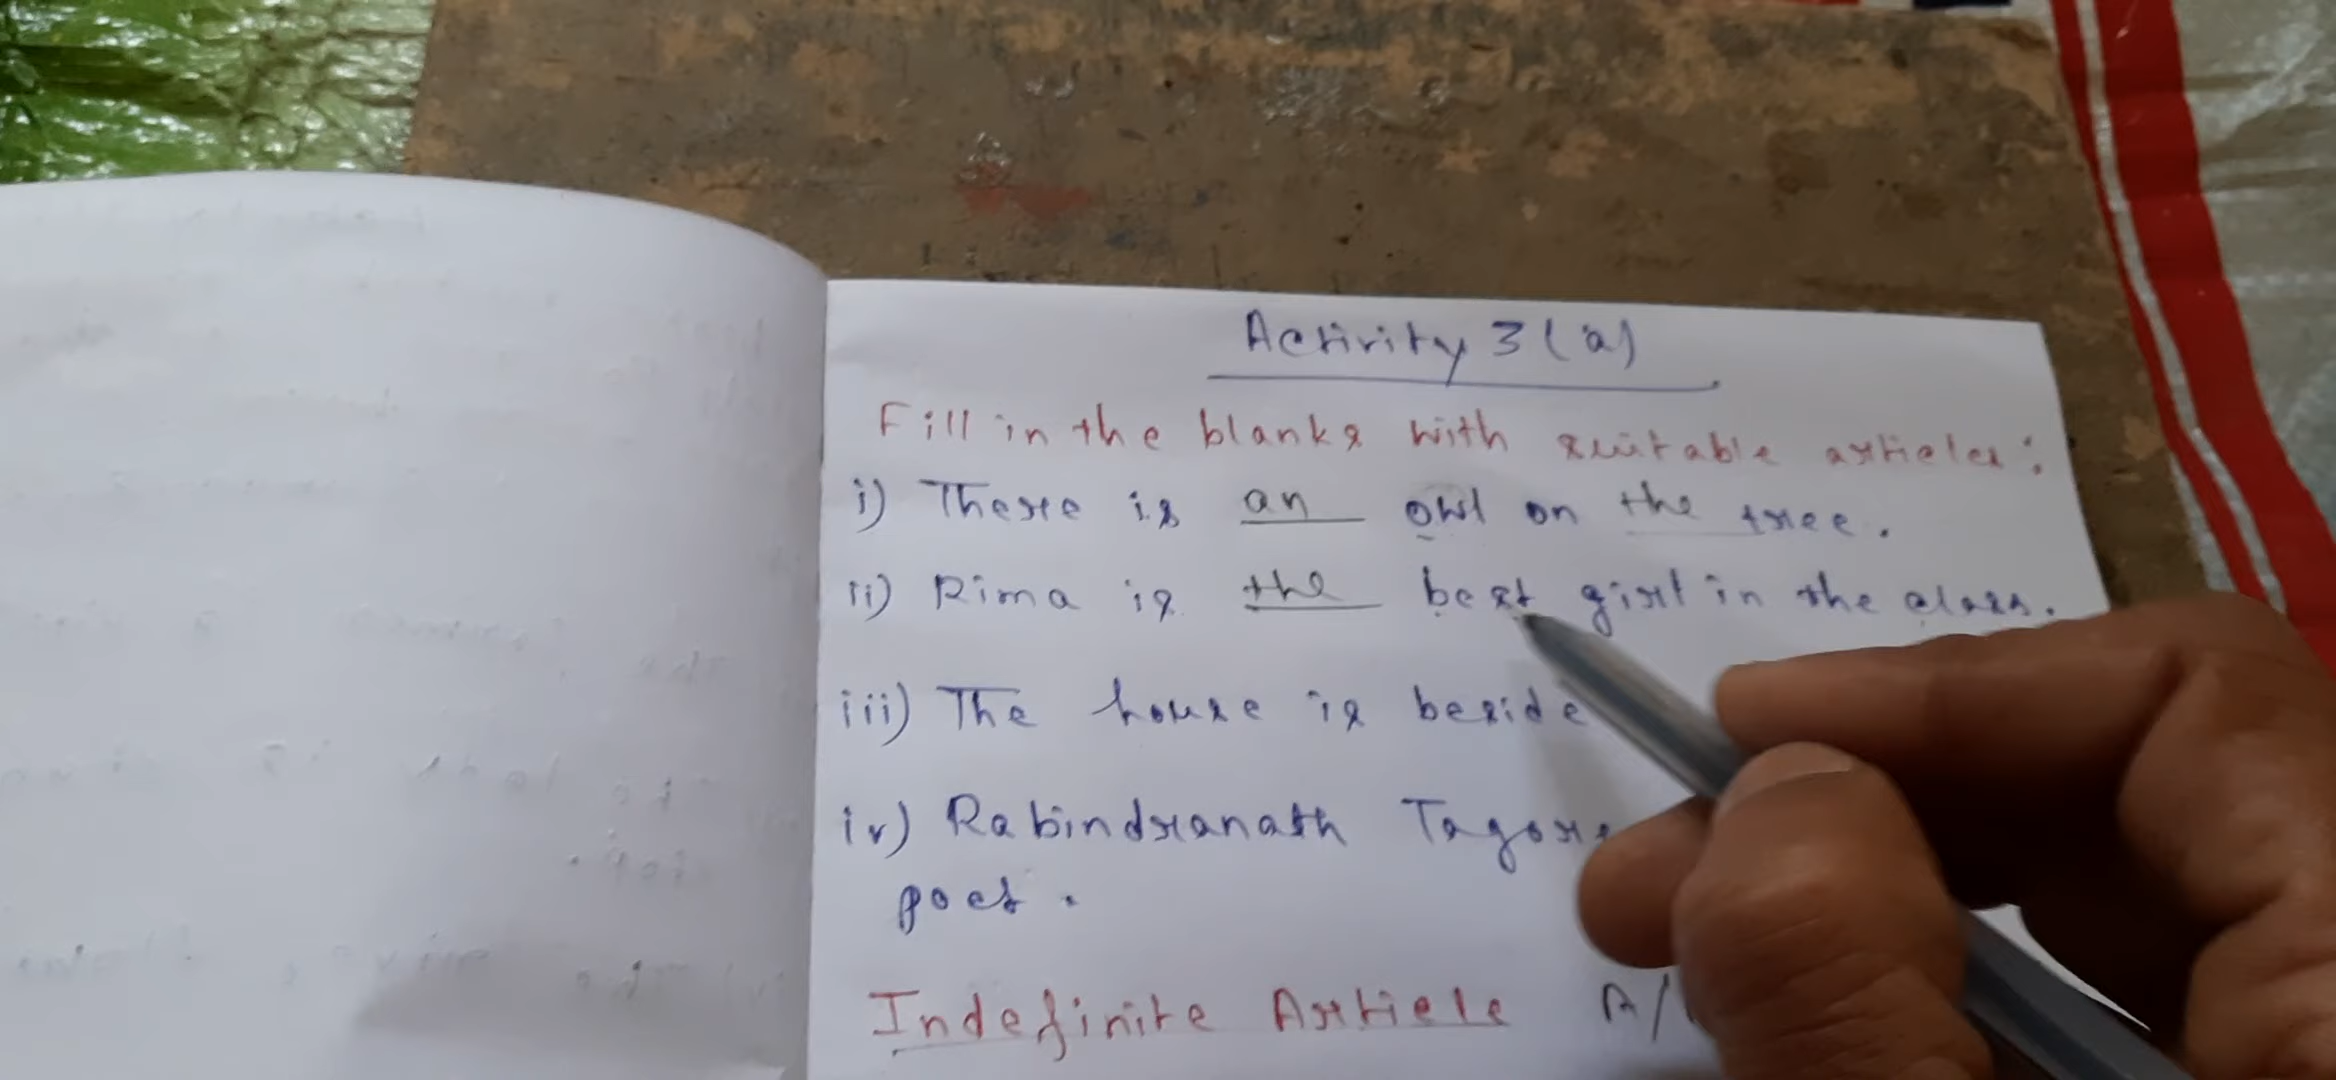 Activity 3 (a)
Fill in the blanks with suitable articles:
i) There is an owl on the tree.
ii) Rima is the best girl in the class.
iii) The house is beside
iv) Rabindranath Tagore
poet.
Indefinite Article A/